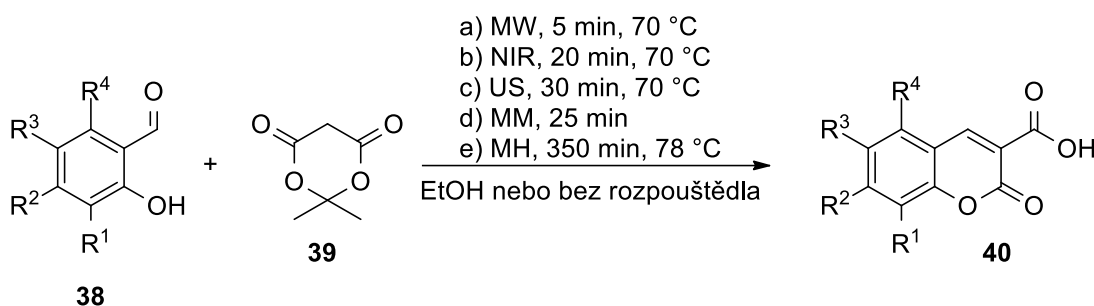 a) MW, 5 min, 70 °C
b) NIR, 20 min, 70 °C
c) US, 30 min, 70 °C
d) MM, 25 min
e) MH, 350 min, 78 °C
EtOH nebo bez rozpouštědla
R⁴
O
R³
R²
OH
R¹
38
+
O
O
O
O
39
R⁴
O
R³
OH
R²
O
O
R¹
40